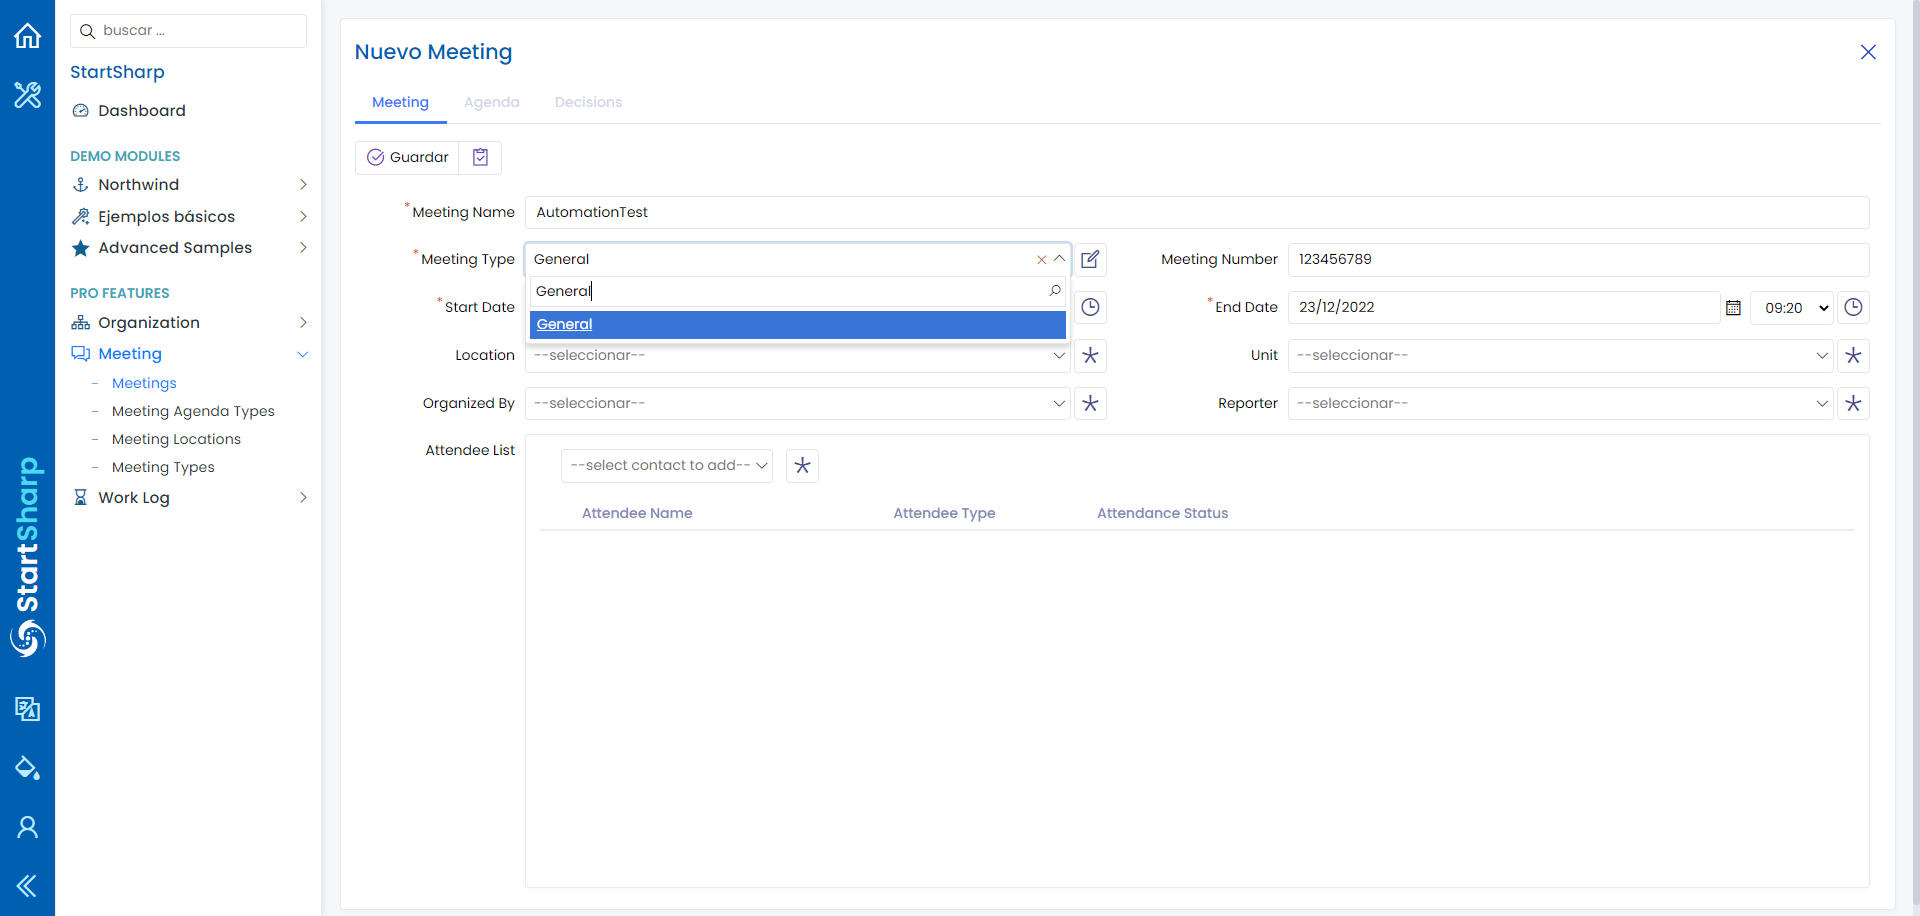 buscar ...
StartSharp
Dashboard
DEMO MODULES
Northwind
Ejemplos básicos
Advanced Samples
PRO FEATURES
Organization
Meeting
- Meetings
- Meeting Agenda Types
- Meeting Locations
- Meeting Types
Work Log
StartSharp
Nuevo Meeting
Meeting Agenda Decisions
Guardar
*Meeting Name AutomationTest
*Meeting Type General
Meeting Number 123456789
General
General
*Start Date
*End Date 23/12/2022 09:20
Location --seleccionar--
Unit --seleccionar--
Organized By --seleccionar--
Reporter --seleccionar--
Attendee List
--select contact to add--
Attendee Name Attendee Type Attendance Status